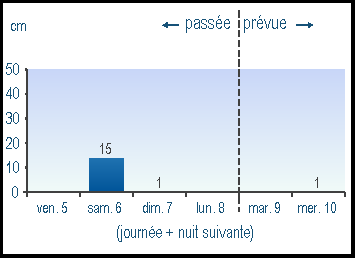 passée prévue
cm
50
40
30
20
10
0
15
1
1
ven. 5 sam. 6 dim. 7 lun. 8 mar. 9 mer. 10
(journée + nuit suivante)